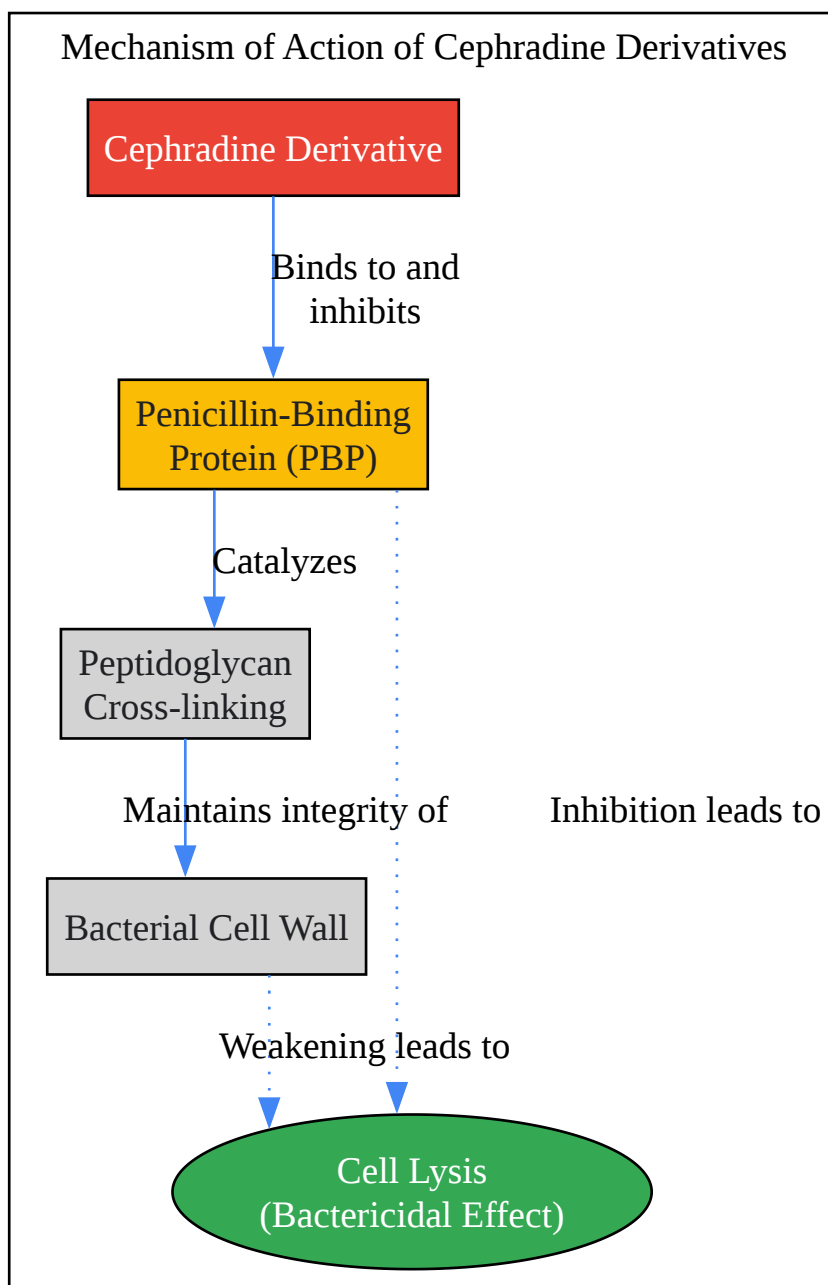 Mechanism of Action of Cephradine Derivatives
Cephradine Derivative
Binds to and
inhibits
Penicillin-Binding
Protein (PBP)
Catalyzes
Peptidoglycan
Cross-linking
Maintains integrity of
Inhibition leads to
Bacterial Cell Wall
Weakening leads to
Cell Lysis
(Bactericidal Effect)